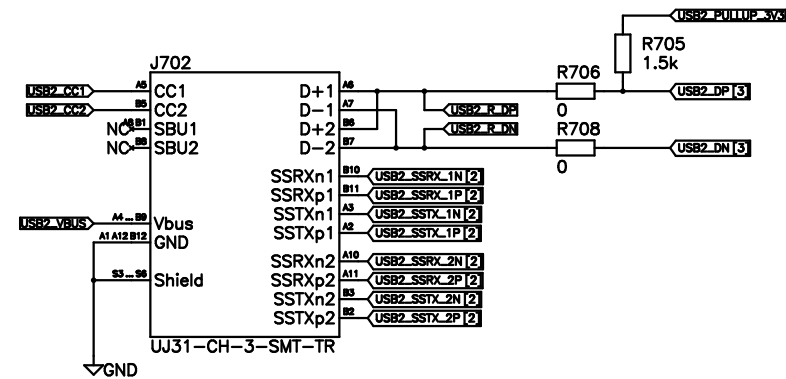 USB2_PULLUP_3V3
J702
R705
1.5k
R706
USB2_CC1 A5 CC1 D+1 A6 0 USB2_DP [3]
USB2_CC2 B5 CC2 D-1 A7 USB2_R_DP
NC B1 SBU1 D+2 B6 USB2_R_DN R708
NC B8 SBU2 D-2 B7 0 USB2_DN [3]
SSRXn1 B10 USB2_SSRX_1N [2]
SSRXp1 B11 USB2_SSRX_1P [2]
SSTXn1 A3 USB2_SSTX_1N [2]
USB2_VBUS A4 ... B9 Vbus SSTXp1 A2 USB2_SSTX_1P [2]
A1 A12 B12 GND
SSRXn2 A10 USB2_SSRX_2N [2]
S3 ... S6 Shield SSRXp2 A11 USB2_SSRX_2P [2]
SSTXn2 B3 USB2_SSTX_2N [2]
SSTXp2 B2 USB2_SSTX_2P [2]
UJ31-CH-3-SMT-TR
GND